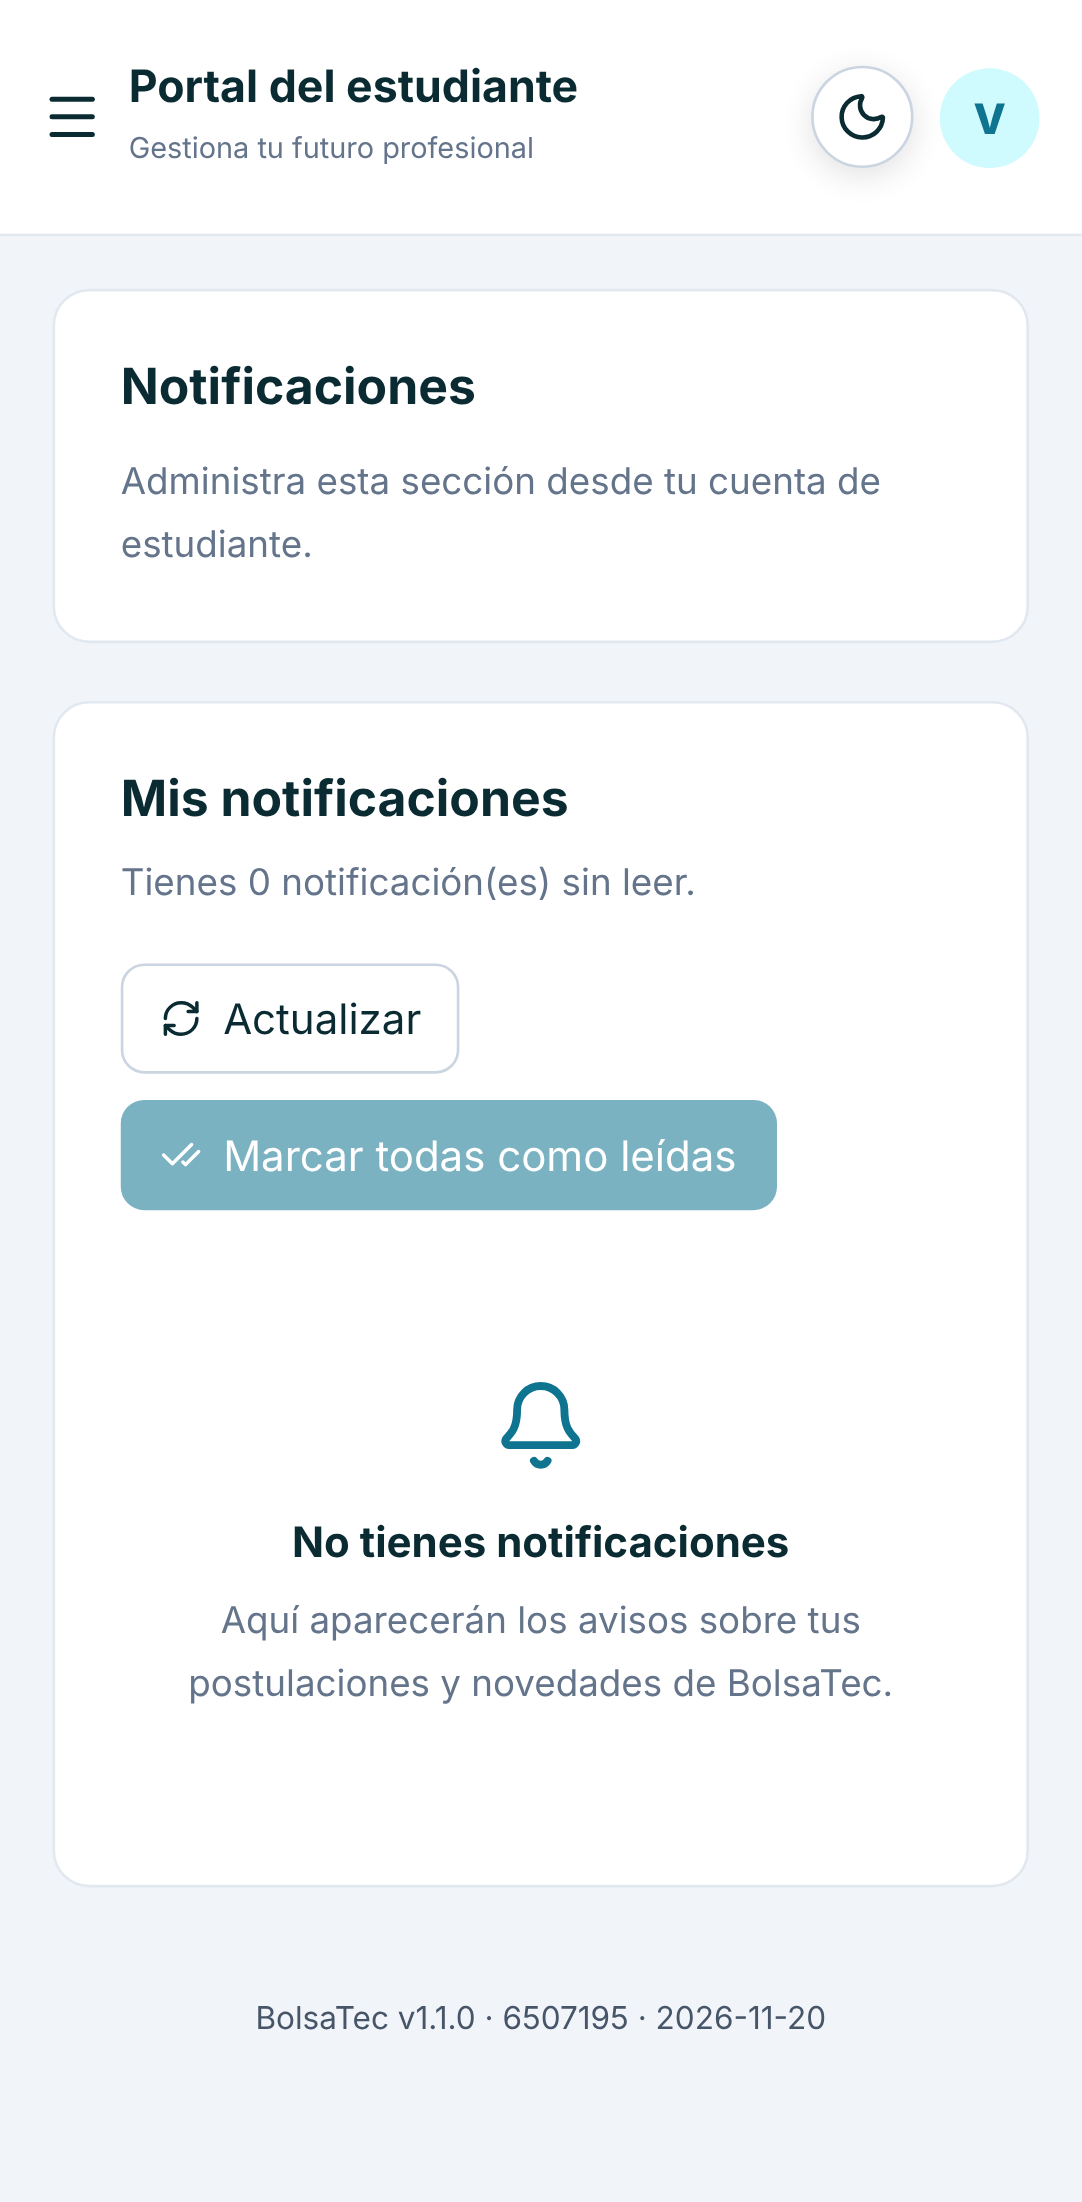 Portal del estudiante
Gestiona tu futuro profesional
V
Notificaciones
Administra esta sección desde tu cuenta de
estudiante.
Mis notificaciones
Tienes 0 notificación(es) sin leer.
Actualizar
Marcar todas como leídas
No tienes notificaciones
Aquí aparecerán los avisos sobre tus
postulaciones y novedades de BolsaTec.
BolsaTec v1.1.0 · 6507195 · 2026-11-20